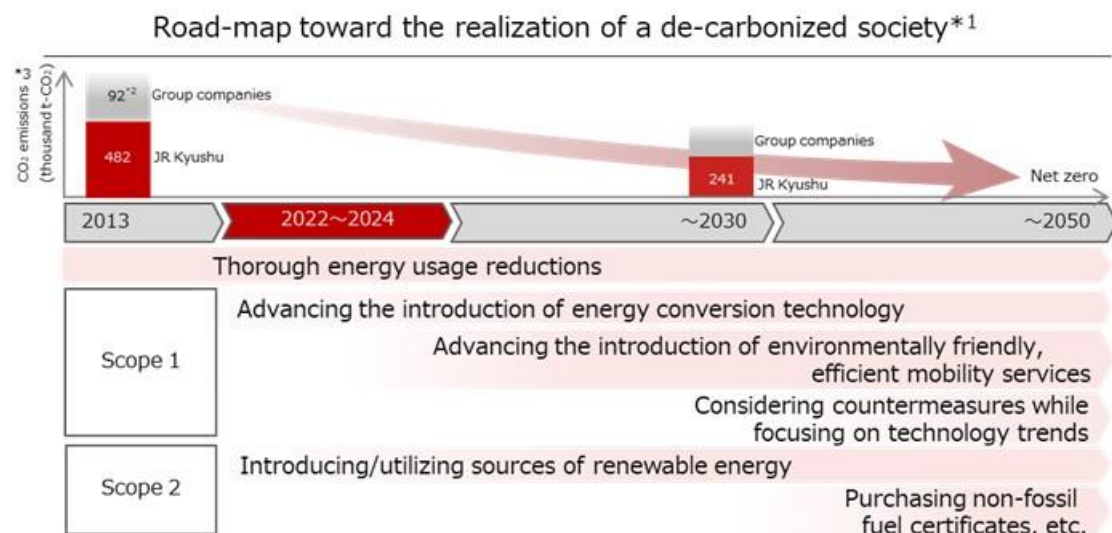 Road-map toward the realization of a de-carbonized society*1
CO₂ emissions *3
(thousand t-CO₂)
92*2
Group companies
482
JR Kyushu
Group companies
241
JR Kyushu
Net zero
2013
2022～2024
～2030
～2050
Thorough energy usage reductions
Scope 1
Advancing the introduction of energy conversion technology
Advancing the introduction of environmentally friendly,
efficient mobility services
Considering countermeasures while
focusing on technology trends
Scope 2
Introducing/utilizing sources of renewable energy
Purchasing non-fossil
fuel certificates, etc.